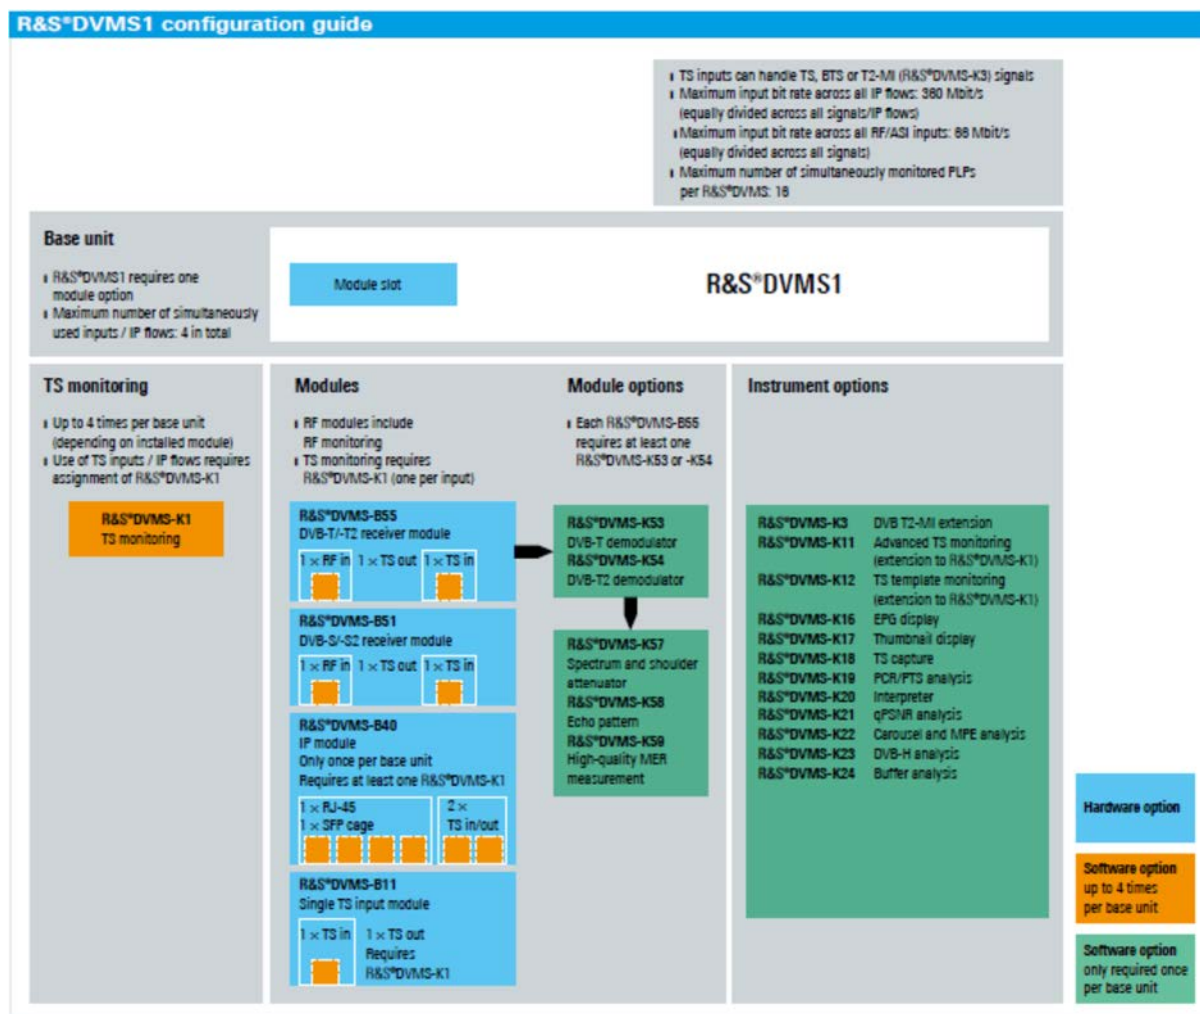 R&S®DVMS1 configuration guide
TS inputs can handle TS, BTS or T2-MI (R&S®DVMS-K3) signals
Maximum input bit rate across all IP flows: 360 Mbit/s
(equally divided across all signals/IP flows)
Maximum input bit rate across all RF/ASI inputs: 66 Mbit/s
(equally divided across all signals)
Maximum number of simultaneously monitored PLPs
per R&S®DVMS: 16
Base unit
R&S®DVMS1 requires one
module option
Maximum number of simultaneously
used inputs / IP flows: 4 in total
Module slot
R&S®DVMS1
TS monitoring
Up to 4 times per base unit
(depending on installed module)
Use of TS inputs / IP flows requires
assignment of R&S®DVMS-K1
R&S®DVMS-K1
TS monitoring
Modules
RF modules include
RF monitoring
TS monitoring requires
R&S®DVMS-K1 (one per input)
R&S®DVMS-B55
DVB-T/-T2 receiver module
1 × RF in 1 × TS out 1 × TS in
R&S®DVMS-B51
DVB-S/-S2 receiver module
1 × RF in 1 × TS out 1 × TS in
R&S®DVMS-B40
IP module
Only once per base unit
Requires at least one R&S®DVMS-K1
1 × RJ-45
1 × SFP cage
2 ×
TS in/out
R&S®DVMS-B11
Single TS input module
1 × TS in 1 × TS out
Requires
R&S®DVMS-K1
Module options
Each R&S®DVMS-B55
requires at least one
R&S®DVMS-K53 or -K54
R&S®DVMS-K53
DVB-T demodulator
R&S®DVMS-K54
DVB-T2 demodulator
R&S®DVMS-K57
Spectrum and shoulder
attenuator
R&S®DVMS-K58
Echo pattern
R&S®DVMS-K59
High-quality MER
measurement
Instrument options
R&S®DVMS-K3 DVB T2-MI extension
R&S®DVMS-K11 Advanced TS monitoring
(extension to R&S®DVMS-K1)
R&S®DVMS-K12 TS template monitoring
(extension to R&S®DVMS-K1)
R&S®DVMS-K16 EPG display
R&S®DVMS-K17 Thumbnail display
R&S®DVMS-K18 TS capture
R&S®DVMS-K19 PCR/PTS analysis
R&S®DVMS-K20 Interpreter
R&S®DVMS-K21 qPSNR analysis
R&S®DVMS-K22 Carousel and MPE analysis
R&S®DVMS-K23 DVB-H analysis
R&S®DVMS-K24 Buffer analysis
Hardware option
Software option
up to 4 times
per base unit
Software option
only required once
per base unit